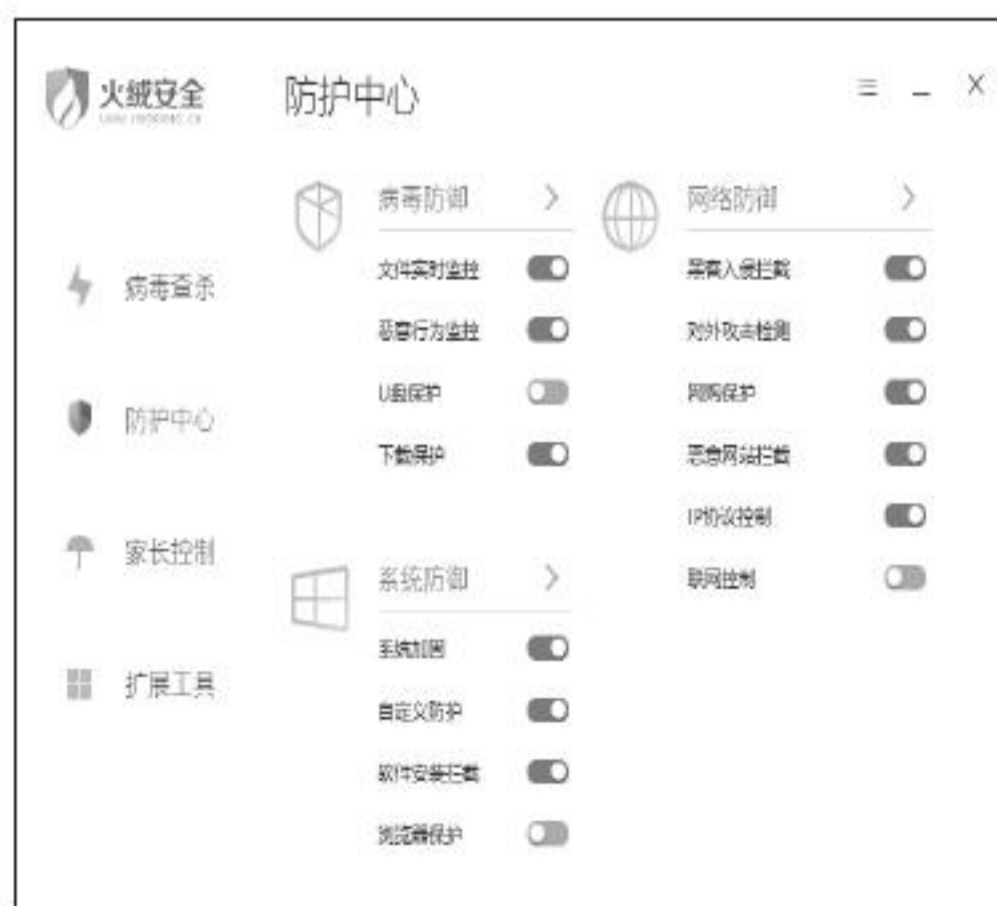 火绒安全
防护中心
病毒查杀
防护中心
家长控制
扩展工具
病毒防御
文件实时监控
恶意行为监控
U盘保护
下载保护
系统防御
系统加固
自定义防护
软件安装拦截
浏览器保护
网络防御
黑客入侵拦截
对外攻击检测
网购保护
恶意网站拦截
IP协议控制
联网控制